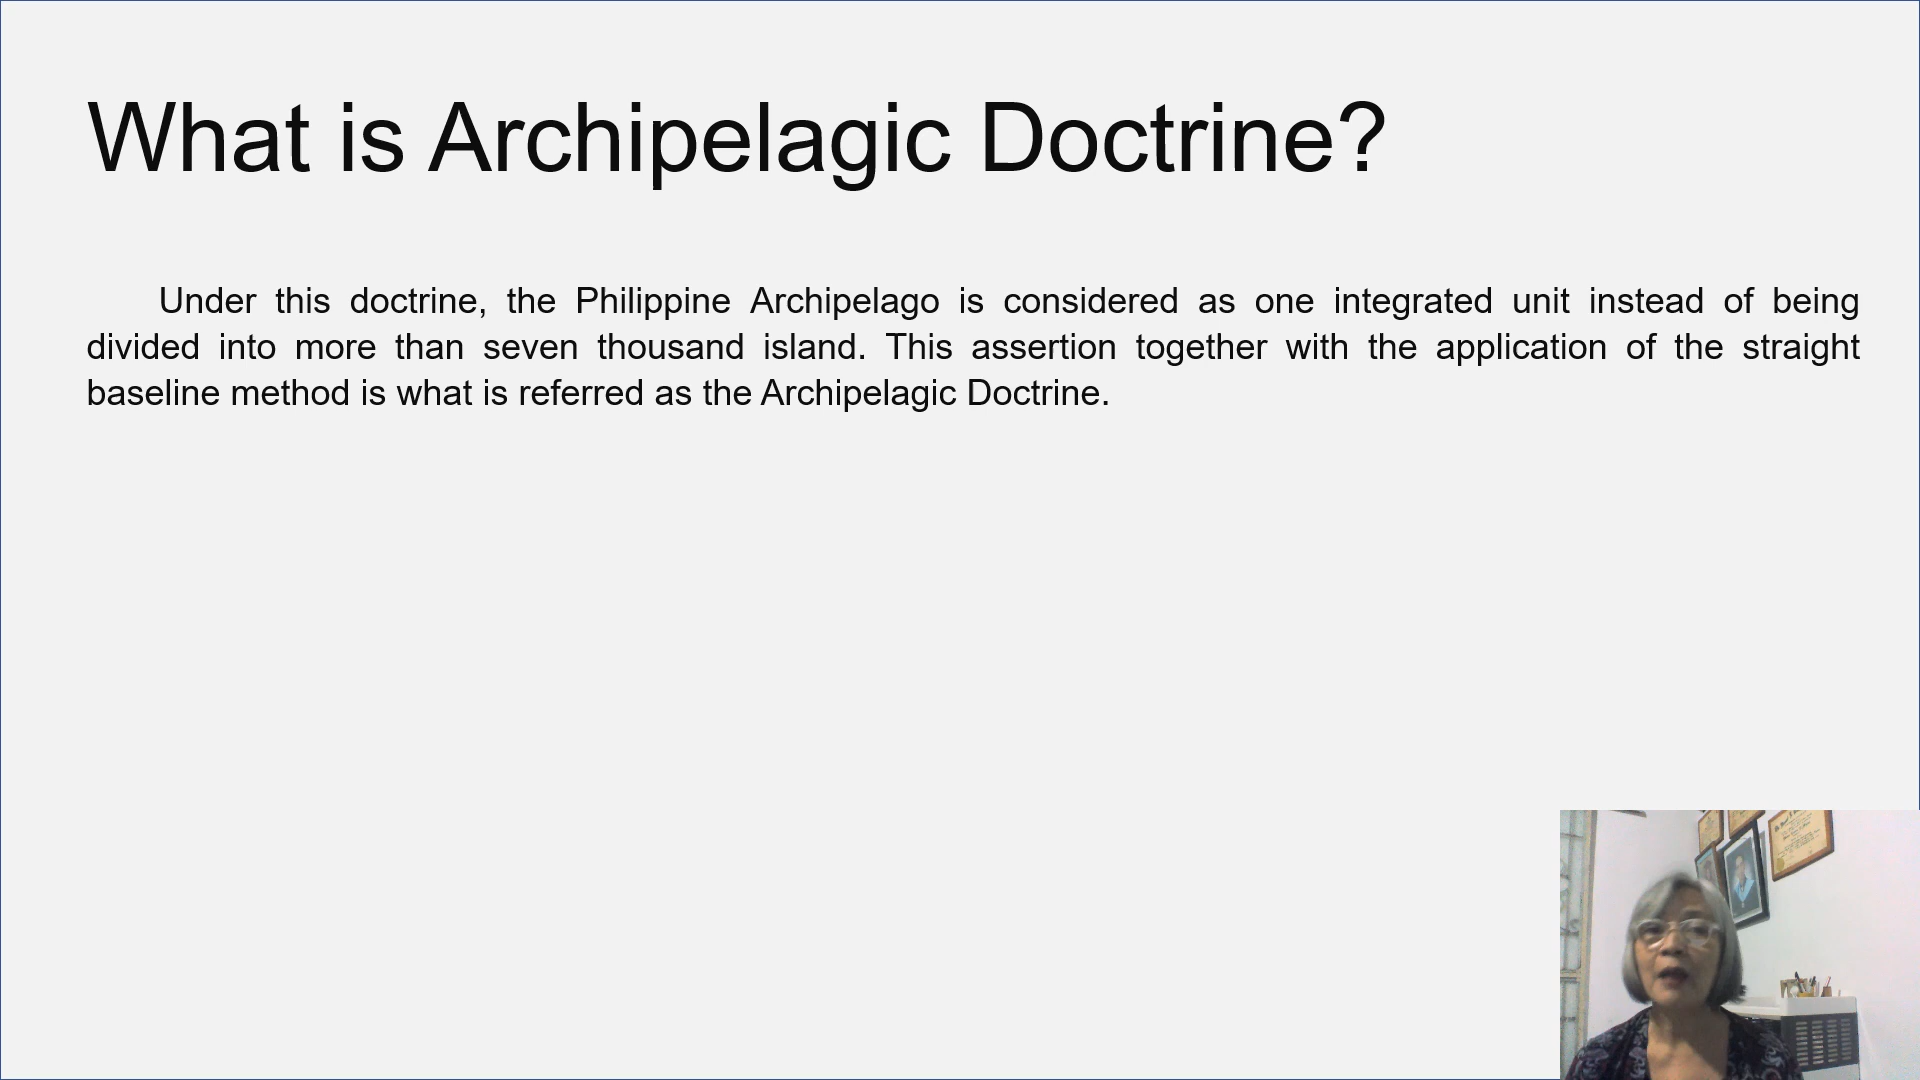 What is Archipelagic Doctrine?
Under this doctrine, the Philippine Archipelago is considered as one integrated unit instead of being
divided into more than seven thousand island. This assertion together with the application of the straight
baseline method is what is referred as the Archipelagic Doctrine.